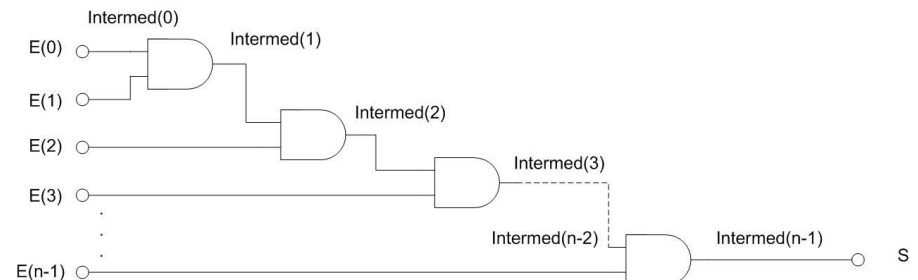 Intermed(0)
E(0)
Intermed(1)
E(1)
Intermed(2)
E(2)
Intermed(3)
E(3)
Intermed(n-2)
Intermed(n-1)
S
E(n-1)